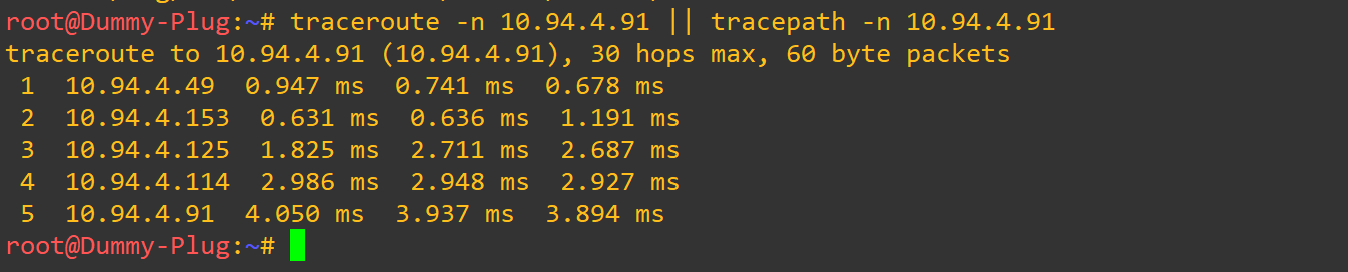 root@Dummy-Plug:~# traceroute -n 10.94.4.91 || tracepath -n 10.94.4.91
traceroute to 10.94.4.91 (10.94.4.91), 30 hops max, 60 byte packets
 1  10.94.4.49  0.947 ms  0.741 ms  0.678 ms
 2  10.94.4.153  0.631 ms  0.636 ms  1.191 ms
 3  10.94.4.125  1.825 ms  2.711 ms  2.687 ms
 4  10.94.4.114  2.986 ms  2.948 ms  2.927 ms
 5  10.94.4.91  4.050 ms  3.937 ms  3.894 ms
root@Dummy-Plug:~#